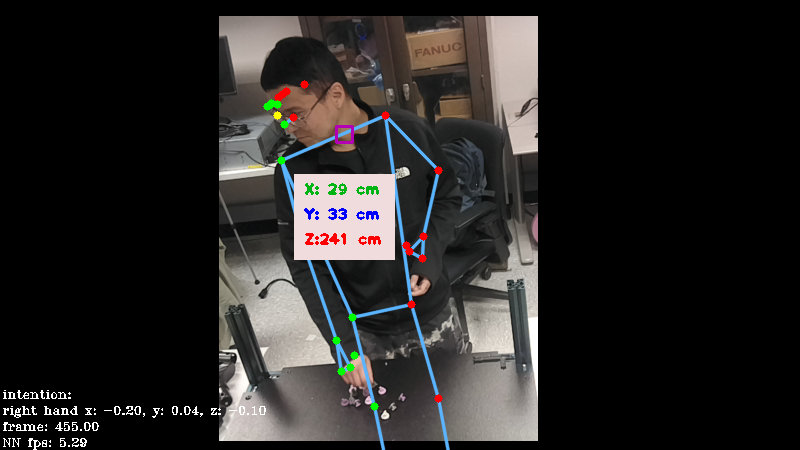 FANUC
X: 29 cm
Y: 33 cm
Z:241 cm
intention:
right hand x: -0.20, y: 0.04, z: -0.10
frame: 455.00
NN fps: 5.29